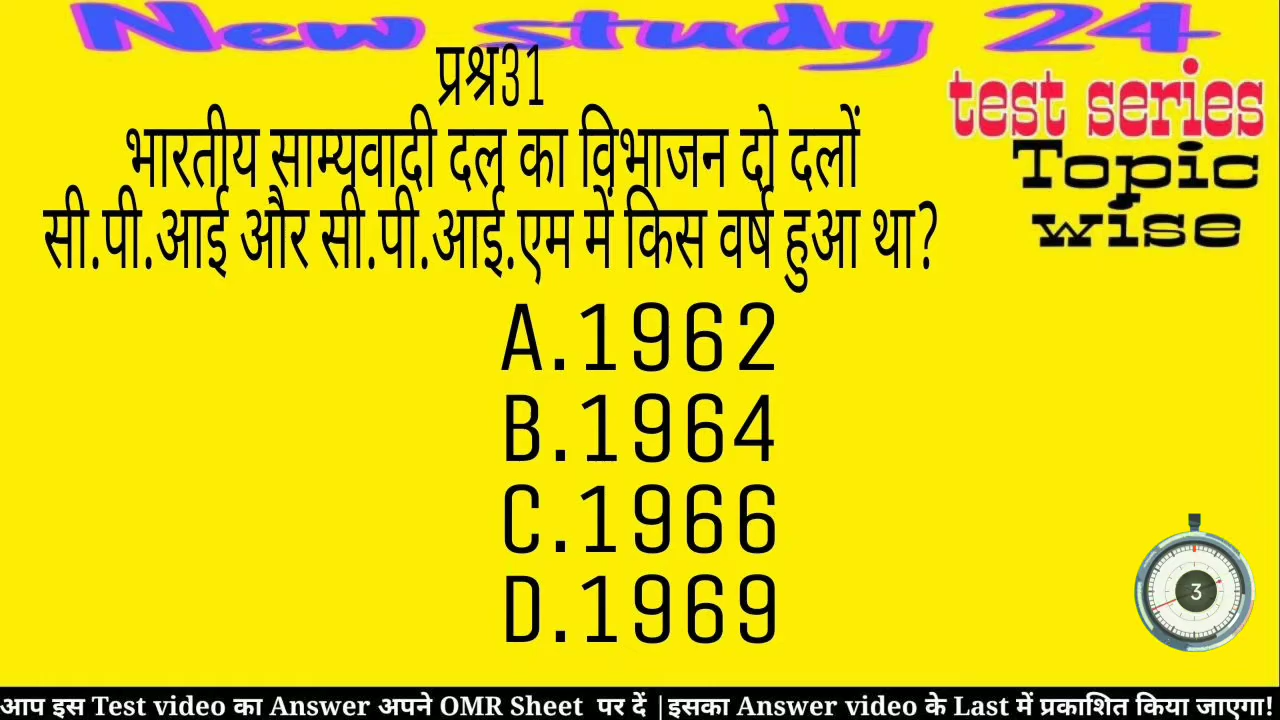 New study 24
test series
Topic
wise
प्रश्न31
भारतीय साम्यवादी दल का विभाजन दो दलों
सी.पी.आई और सी.पी.आई.एम में किस वर्ष हुआ था?
A.1962
B.1964
C.1966
D.1969
3
आप इस Test video का Answer अपने OMR Sheet पर दें |इसका Answer video के Last में प्रकाशित किया जाएगा!